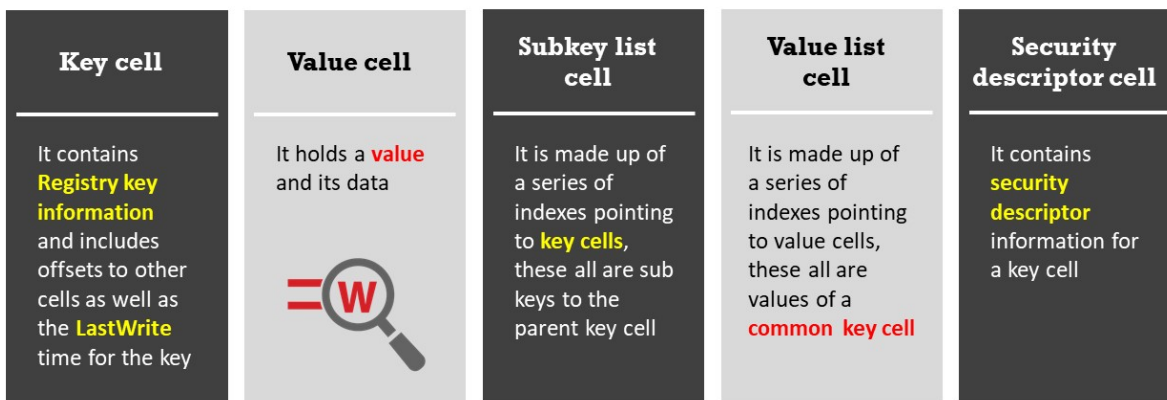 Key cell
It contains
Registry key
information
and includes
offsets to other
cells as well as
the LastWrite
time for the key
Value cell
It holds a value
and its data
W
Subkey list
cell
It is made up of
a series of
indexes pointing
to key cells,
these all are sub
keys to the
parent key cell
Value list
cell
It is made up of
a series of
indexes pointing
to value cells,
these all are
values of a
common key cell
Security
descriptor cell
It contains
security
descriptor
information for
a key cell